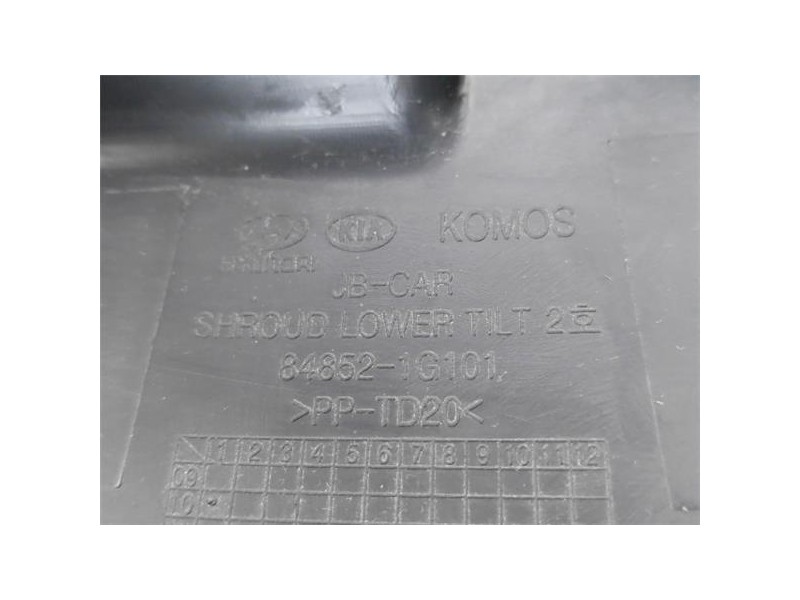 KIA KOMOS
JB-CAR
SHROUD LOWER TILT 2호
84852-1G101
>PP-TD20<
1 2 3 4 5 6 7 8 9 10 11 12
09
10